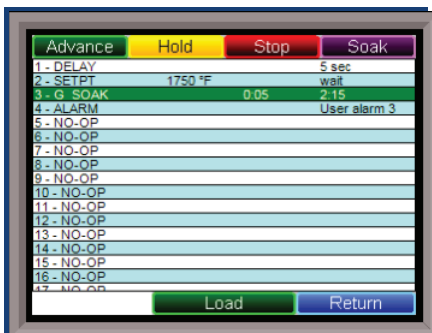 Advance Hold Stop Soak
1 - DELAY 5 sec
2 - SETPT 1750 °F wait
3 - G_SOAK 0:05 2:15
4 - ALARM User alarm 3
5 - NO-OP
6 - NO-OP
7 - NO-OP
8 - NO-OP
9 - NO-OP
10 - NO-OP
11 - NO-OP
12 - NO-OP
13 - NO-OP
14 - NO-OP
15 - NO-OP
16 - NO-OP
17 - NO-OP
Load Return